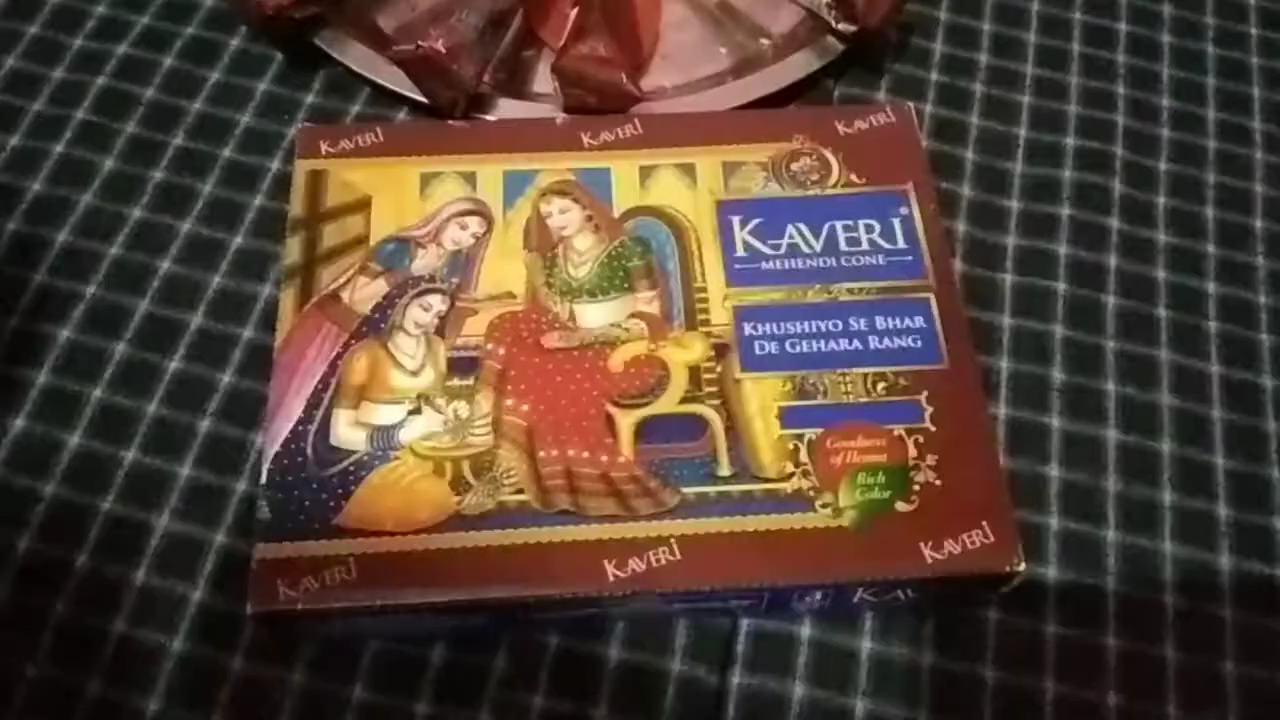 KAVERI
KAVERI
KAVERI
KAVERI®
MEHENDI CONE
KHUSHIYO SE BHAR
DE GEHARA RANG
Goodness
of Henna
Rich
Color
KAVERI
KAVERI
KAVERI